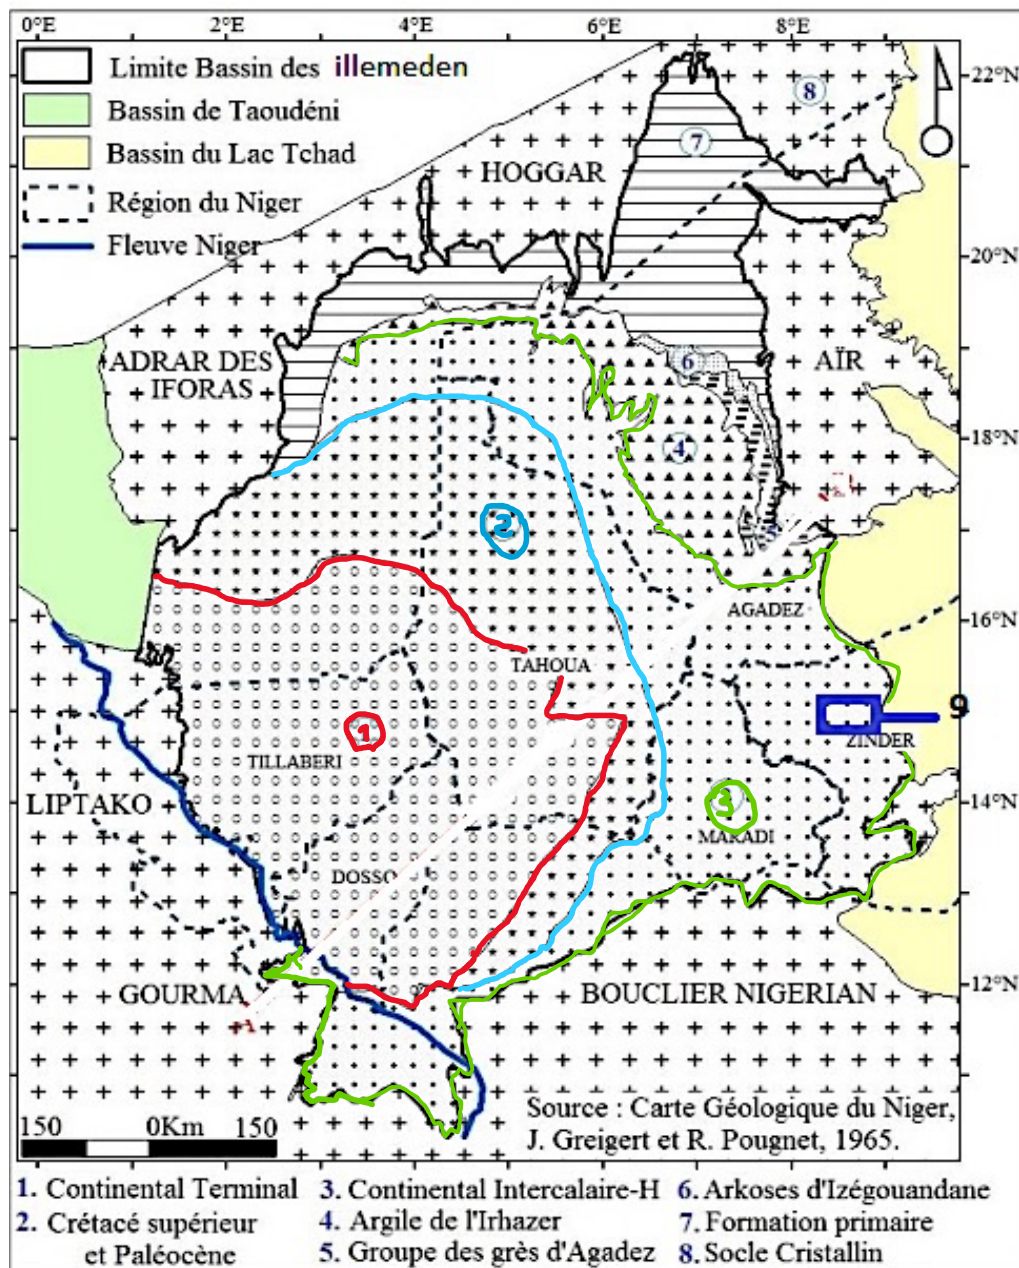 0°E 2°E 4°E 6°E 8°E
Limite Bassin des illemeden
Bassin de Taoudéni
Bassin du Lac Tchad
Région du Niger
Fleuve Niger
22°N
20°N
18°N
16°N
14°N
12°N
8
7
HOGGAR
ADRAR DES
IFORAS
AÏR
6
4
2
5
AGADEZ
TAHOUA
9
1
TILLABERI
ZINDER
LIPTAKO
3
MARADI
DOSSO
GOURMA
BOUCLIER NIGERIAN
150 0Km 150
Source : Carte Géologique du Niger,
J. Greigert et R. Pougnet, 1965.
1. Continental Terminal 3. Continental Intercalaire-H 6. Arkoses d'Izégouandane
2. Crétacé supérieur 4. Argile de l'Irhazer 7. Formation primaire
et Paléocène 5. Groupe des grès d'Agadez 8. Socle Cristallin